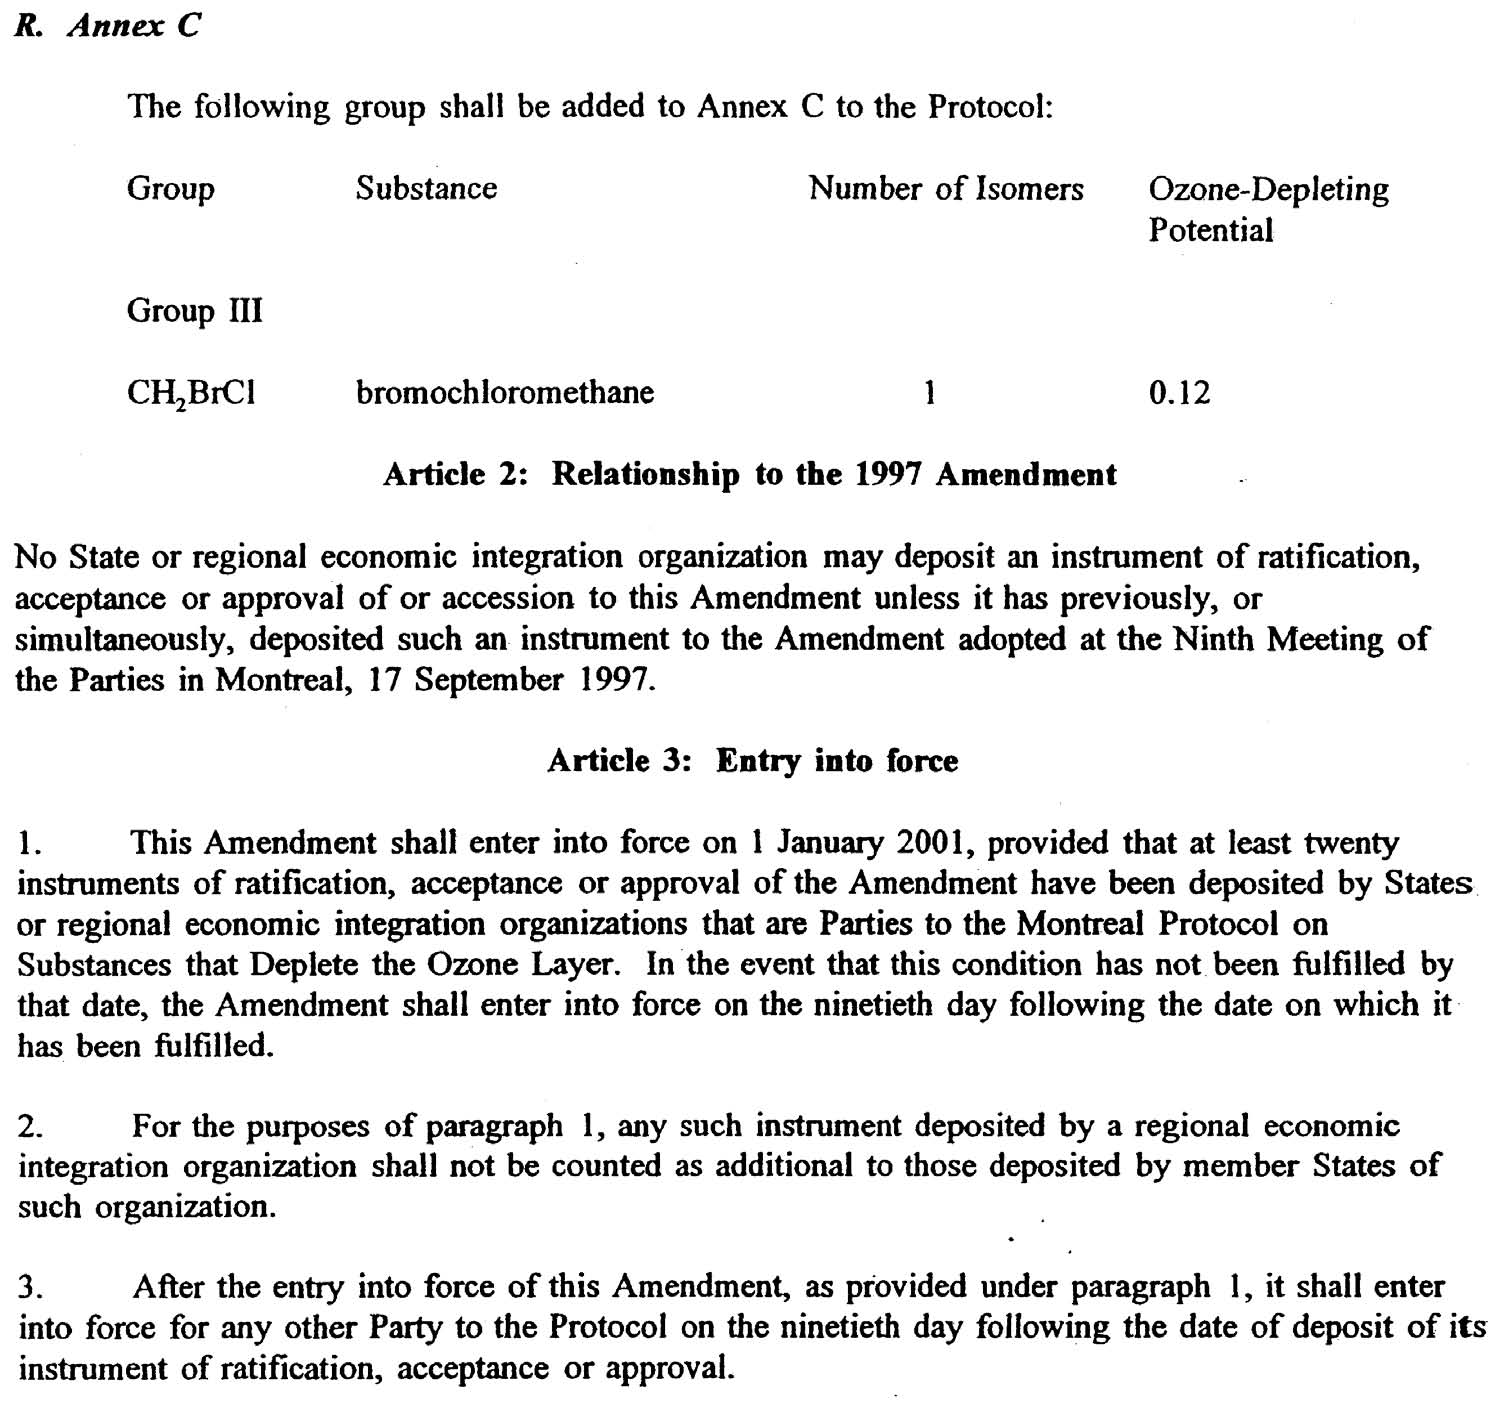 R. Annex C
The following group shall be added to Annex C to the Protocol:
Group Substance Number of Isomers Ozone-Depleting
Potential
Group III
CH₂BrCl bromochloromethane 1 0.12
Article 2: Relationship to the 1997 Amendment
No State or regional economic integration organization may deposit an instrument of ratification,
acceptance or approval of or accession to this Amendment unless it has previously, or
simultaneously, deposited such an instrument to the Amendment adopted at the Ninth Meeting of
the Parties in Montreal, 17 September 1997.
Article 3: Entry into force
1. This Amendment shall enter into force on 1 January 2001, provided that at least twenty
instruments of ratification, acceptance or approval of the Amendment have been deposited by States
or regional economic integration organizations that are Parties to the Montreal Protocol on
Substances that Deplete the Ozone Layer. In the event that this condition has not been fulfilled by
that date, the Amendment shall enter into force on the ninetieth day following the date on which it
has been fulfilled.
2. For the purposes of paragraph 1, any such instrument deposited by a regional economic
integration organization shall not be counted as additional to those deposited by member States of
such organization.
3. After the entry into force of this Amendment, as provided under paragraph 1, it shall enter
into force for any other Party to the Protocol on the ninetieth day following the date of deposit of its
instrument of ratification, acceptance or approval.